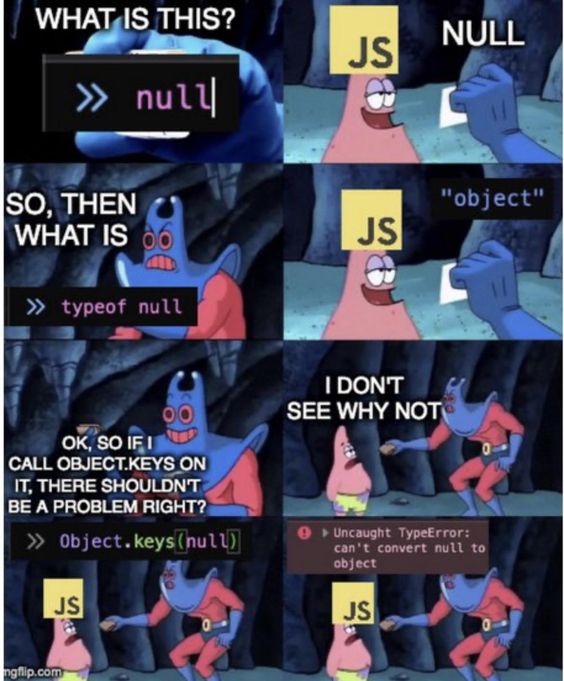 WHAT IS THIS?
>> null
JS
NULL
SO, THEN
WHAT IS
>> typeof null
JS
"object"
OK, SO IF I
CALL OBJECT.KEYS ON
IT, THERE SHOULDN'T
BE A PROBLEM RIGHT?
I DON'T
SEE WHY NOT
>> Object.keys(null)
JS
Uncaught TypeError:
can't convert null to
object
JS
mgflip.com